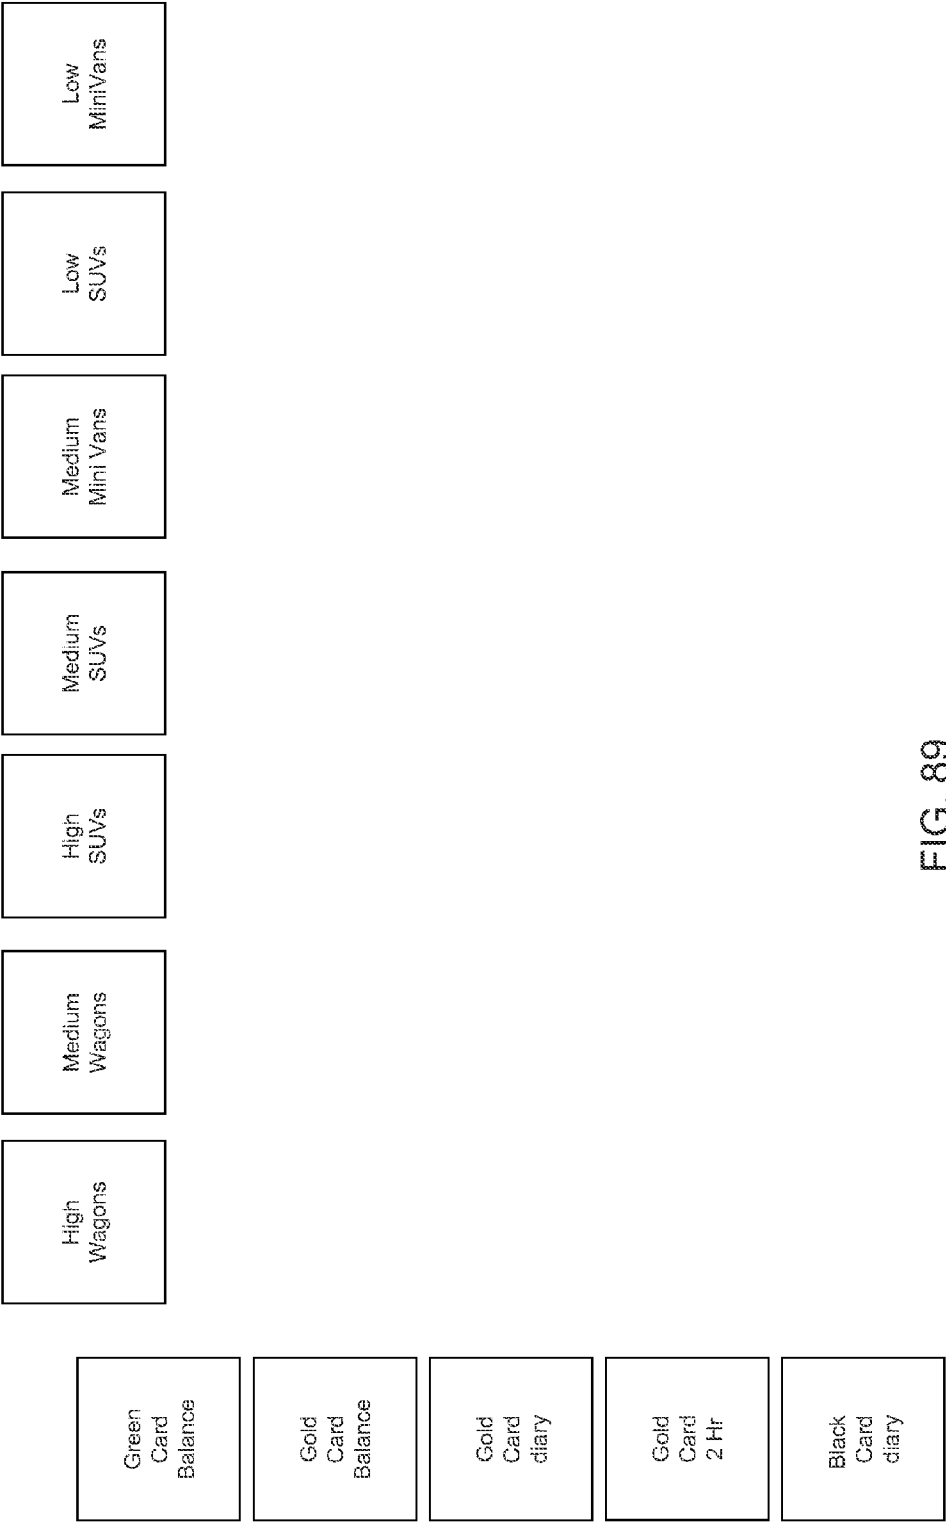 High
Wagons
Medium
Wagons
High
SUVs
Medium
SUVs
Medium
Mini Vans
Low
SUVs
Low
MiniVans
Green
Card
Balance
Gold
Card
Balance
Gold
Card
diary
Gold
Card
2 Hr
Black
Card
diary
FIG. 89